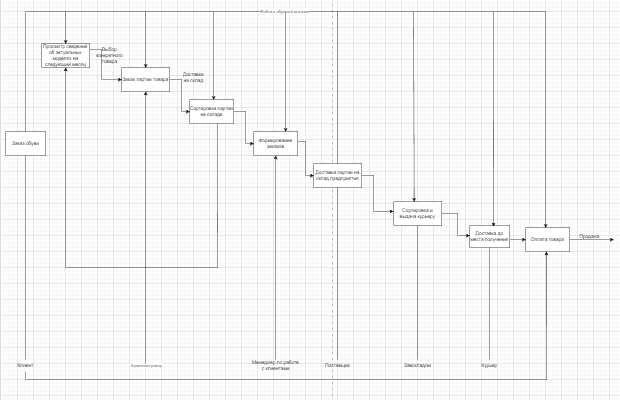 Просмотр сведений
об актуальных
моделях на
следующий месяц
Выбор
конкретного
товара
Заказ партии товара
Доставка
на склад
Сортировка партии
на складе
Заказ обуви
Формирование
заказов
Доставка партии на
склад предприятия
Сортировка и
выдача курьеру
Доставка до
места получения
Оплата товара
Продажа
Клиент
Менеджер по работе
с клиентами
Поставщик
Завскладом
Курьер